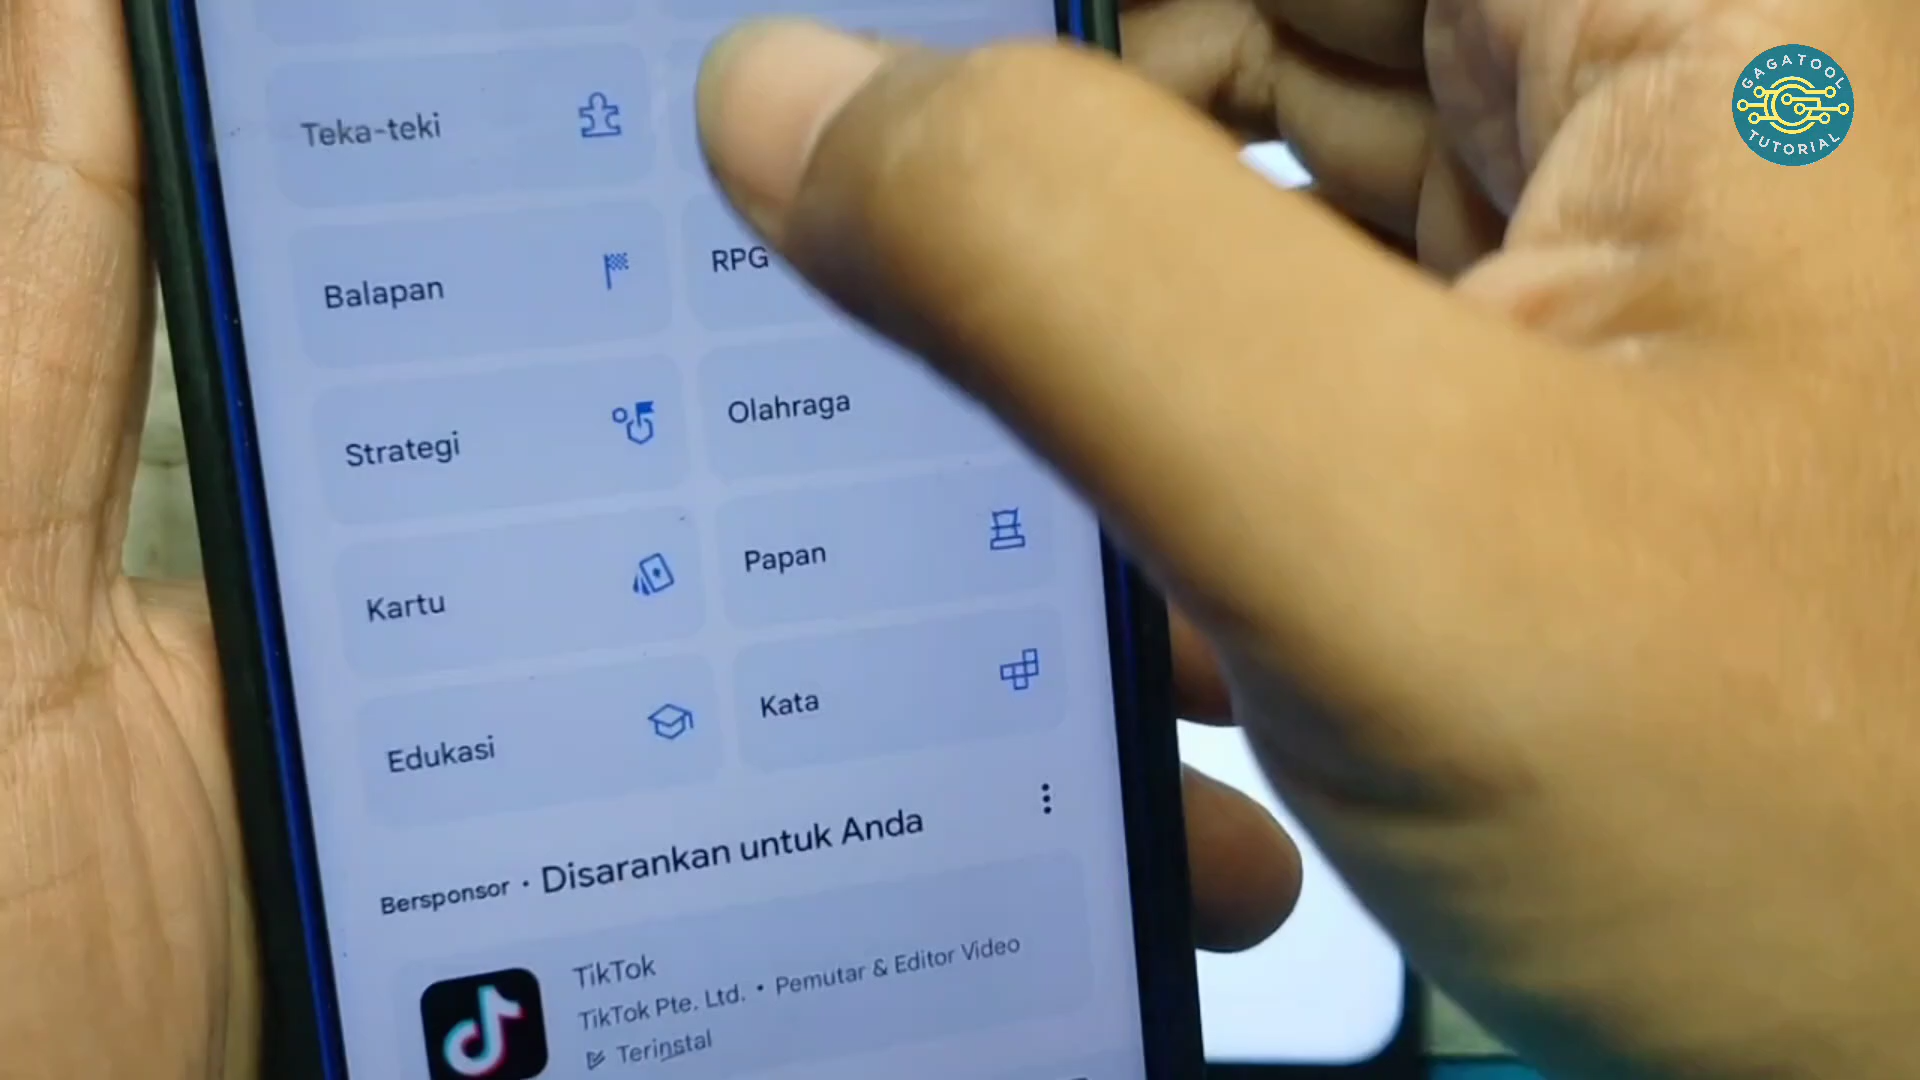 GAGATOOL
TUTORIAL
Teka-teki
Balapan
RPG
Strategi
Olahraga
Kartu
Papan
Edukasi
Kata
Bersponsor · Disarankan untuk Anda
TikTok
TikTok Pte. Ltd. • Pemutar & Editor Video
Terinstal